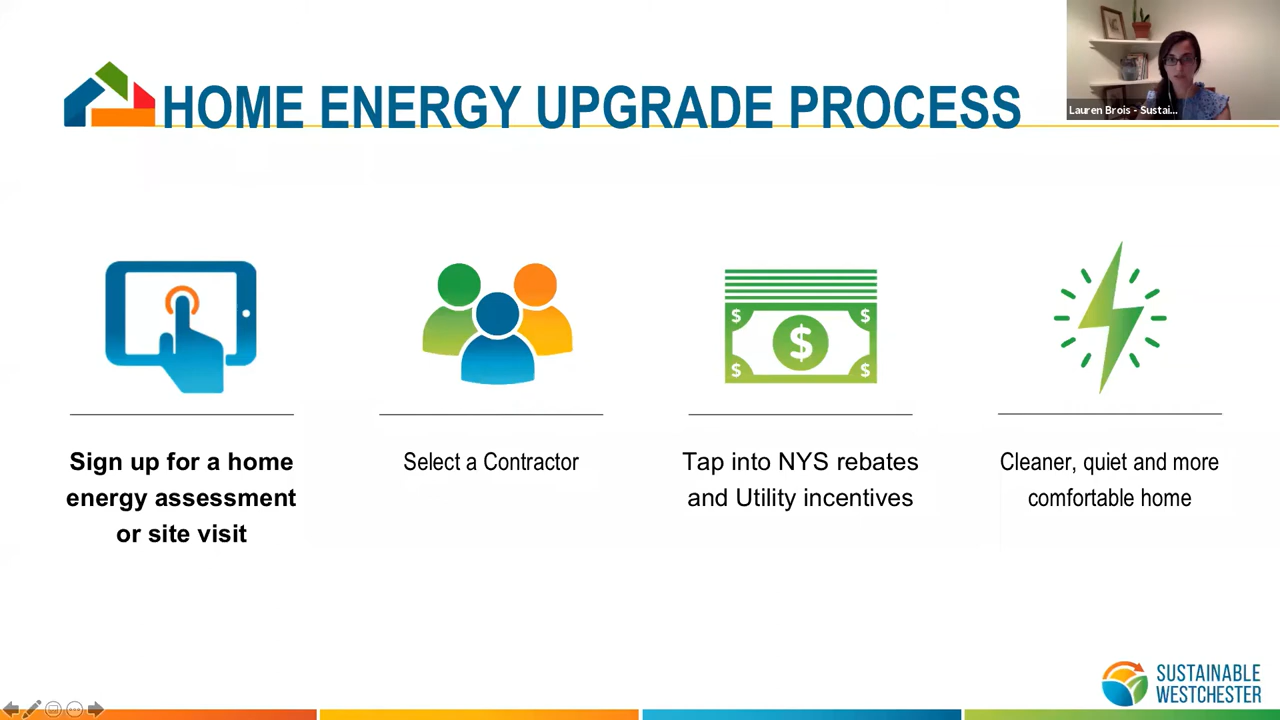 HOME ENERGY UPGRADE PROCESS
Lauren Brois - Sustai...
$ $
$
$ $
Sign up for a home
energy assessment
or site visit
Select a Contractor
Tap into NYS rebates
and Utility incentives
Cleaner, quiet and more
comfortable home
SUSTAINABLE
WESTCHESTER